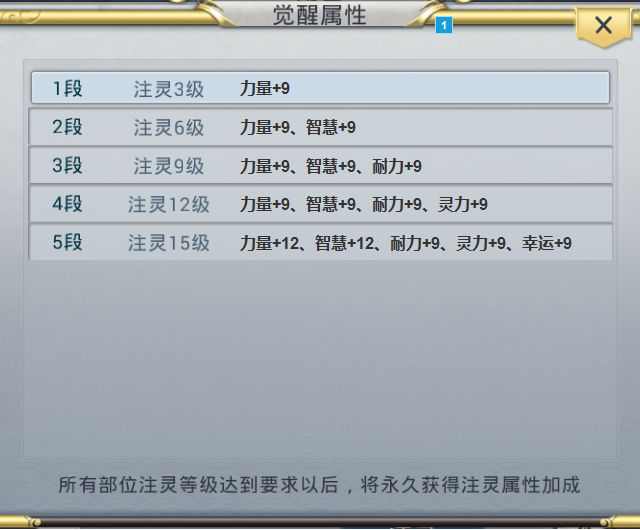 觉醒属性
1
1段 注灵3级 力量+9
2段 注灵6级 力量+9、智慧+9
3段 注灵9级 力量+9、智慧+9、耐力+9
4段 注灵12级 力量+9、智慧+9、耐力+9、灵力+9
5段 注灵15级 力量+12、智慧+12、耐力+9、灵力+9、幸运+9
所有部位注灵等级达到要求以后，将永久获得注灵属性加成